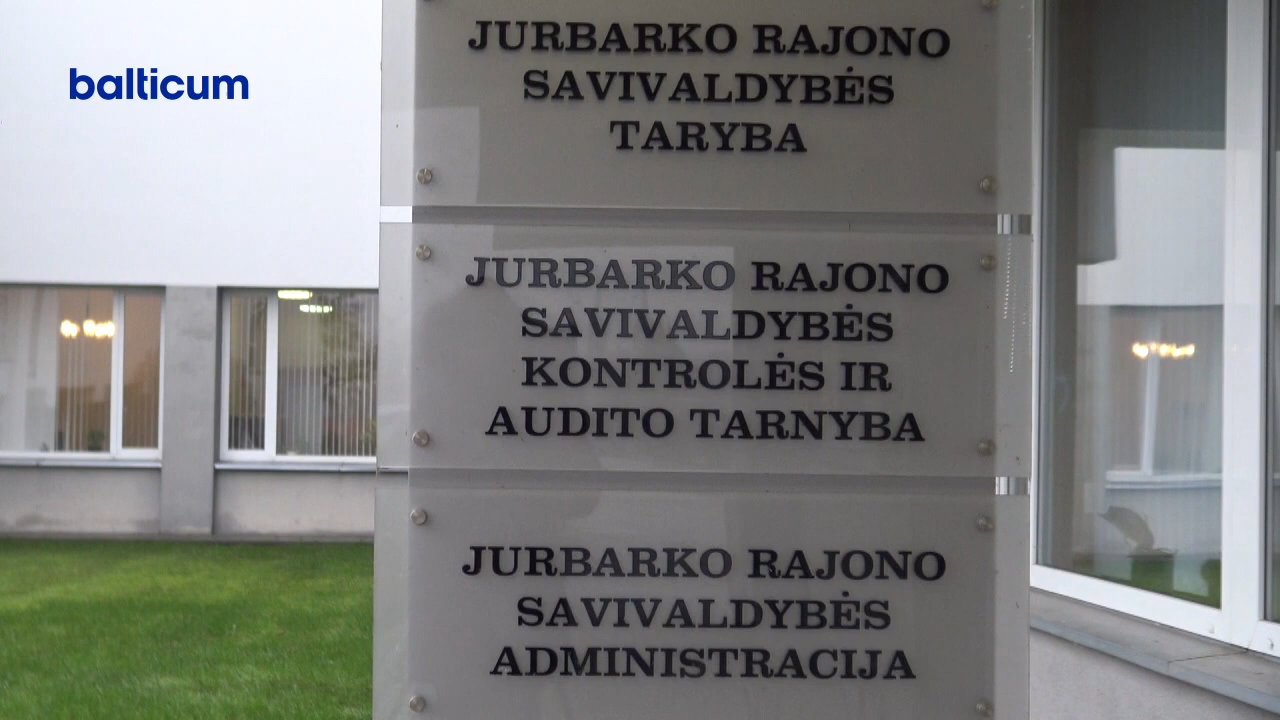 balticum
JURBARKO RAJONO
SAVIVALDYBĖS
TARYBA
JURBARKO RAJONO
SAVIVALDYBĖS
KONTROLĖS IR
AUDITO TARNYBA
JURBARKO RAJONO
SAVIVALDYBĖS
ADMINISTRACIJA